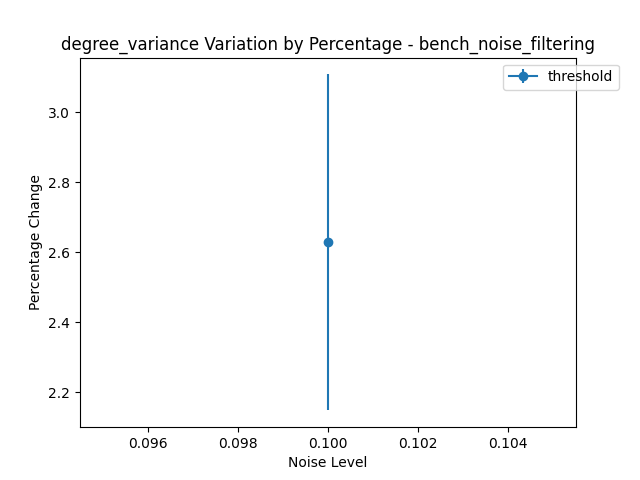 degree_variance Variation by Percentage - bench_noise_filtering
threshold
Percentage Change
3.0
2.8
2.6
2.4
2.2
0.096 0.098 0.100 0.102 0.104
Noise Level